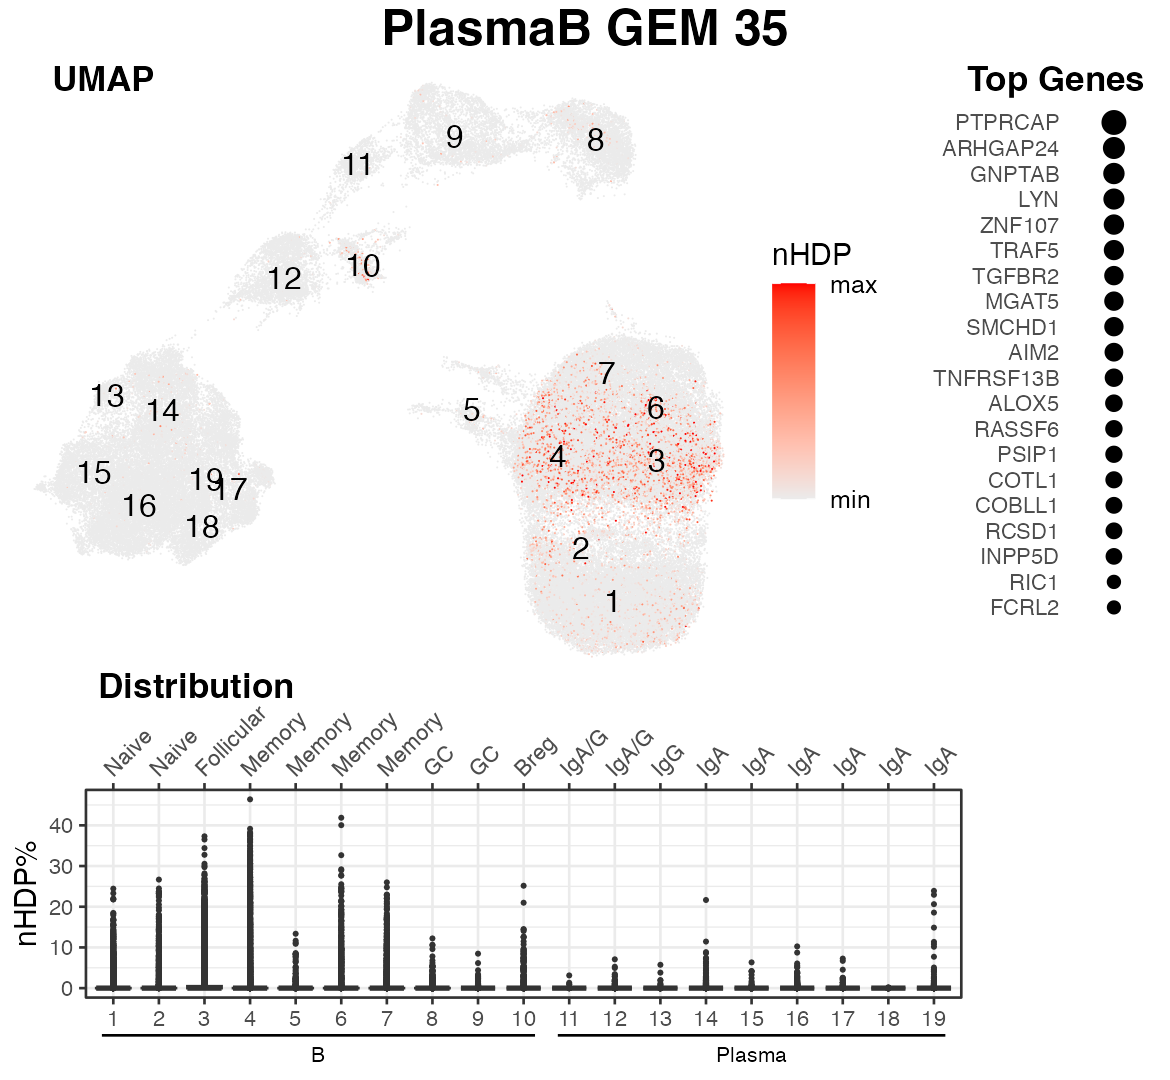 PlasmaB GEM 35
UMAP
Top Genes
9
8
11
10
12
7
13
6
14
5
4
3
15
19
17
16
18
2
1
nHDP
max
min
PTPRCAP
ARHGAP24
GNPTAB
LYN
ZNF107
TRAF5
TGFBR2
MGAT5
SMCHD1
AIM2
TNFRSF13B
ALOX5
RASSF6
PSIP1
COTL1
COBLL1
RCSD1
INPP5D
RIC1
FCRL2
Distribution
Naive Naive Follicular Memory Memory Memory Memory GC GC Breg IgA/G IgA/G IgG IgA IgA IgA IgA IgA IgA
nHDP%
40
30
20
10
0
1 2 3 4 5 6 7 8 9 10 11 12 13 14 15 16 17 18 19
B Plasma